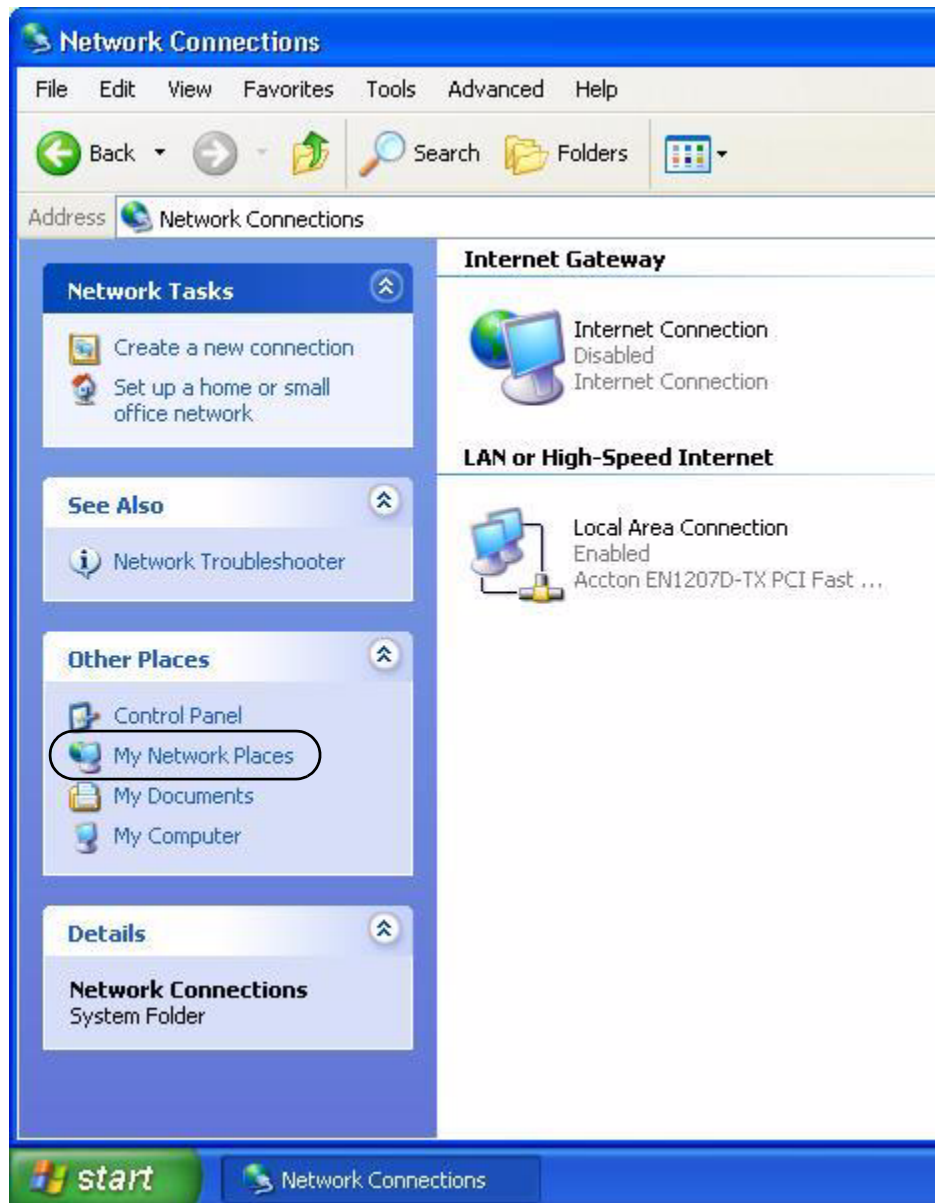 Network Connections
File Edit View Favorites Tools Advanced Help
Back Search Folders
Address Network Connections
Network Tasks
Create a new connection
Set up a home or small
office network
See Also
Network Troubleshooter
Other Places
Control Panel
My Network Places
My Documents
My Computer
Details
Network Connections
System Folder
Internet Gateway
Internet Connection
Disabled
Internet Connection
LAN or High-Speed Internet
Local Area Connection
Enabled
Accton EN1207D-TX PCI Fast ...
start Network Connections